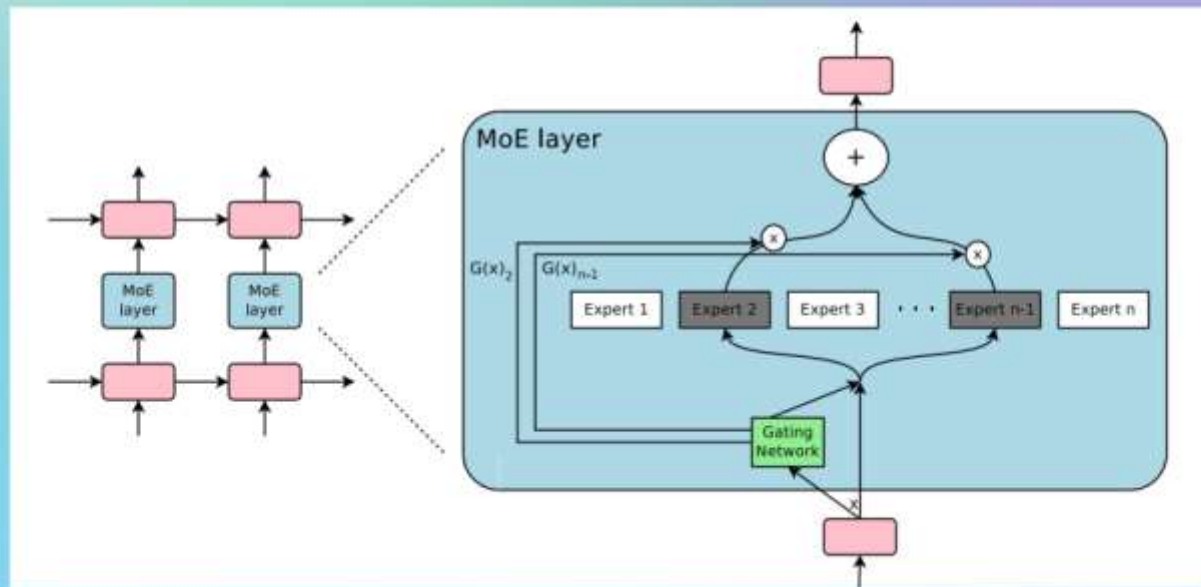 MoE layer
+
x
x
G(x)₂
G(x)ₙ₋₁
MoE
layer
MoE
layer
Expert 1
Expert 2
Expert 3
. . .
Expert n-1
Expert n
Gating
Network
x